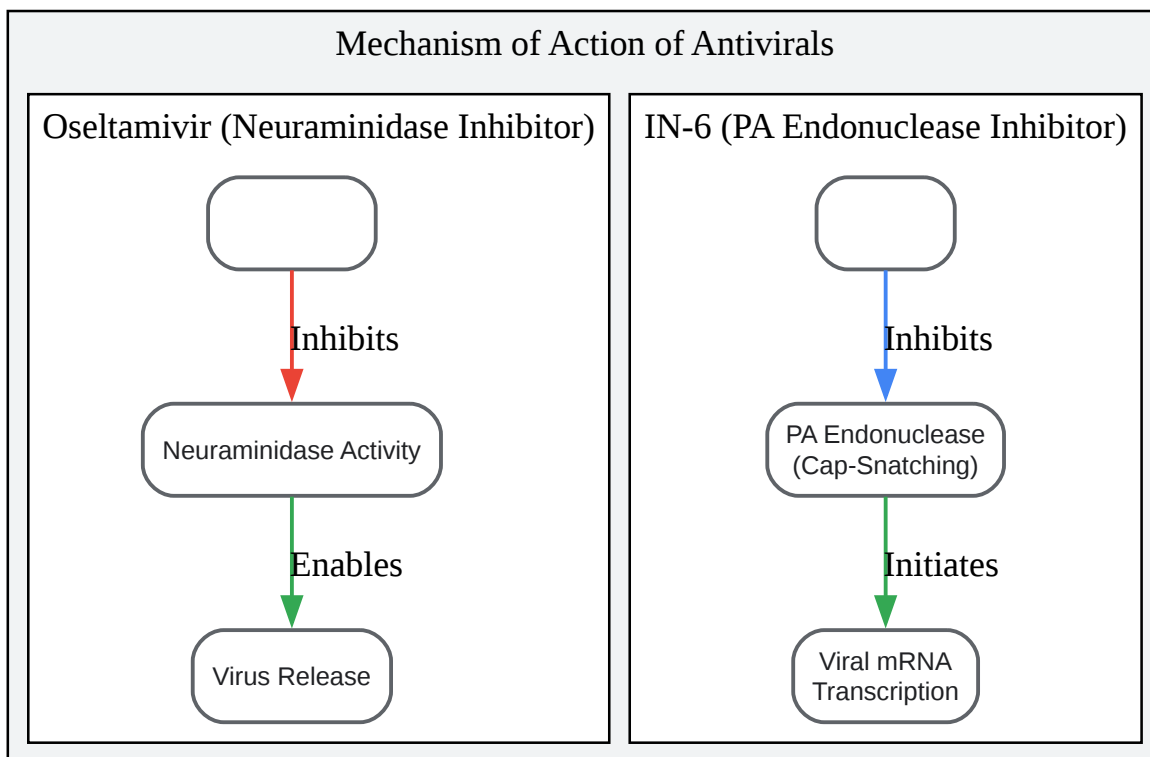 Mechanism of Action of Antivirals
Oseltamivir (Neuraminidase Inhibitor)
Inhibits
Neuraminidase Activity
Enables
Virus Release
IN-6 (PA Endonuclease Inhibitor)
Inhibits
PA Endonuclease
(Cap-Snatching)
Initiates
Viral mRNA
Transcription